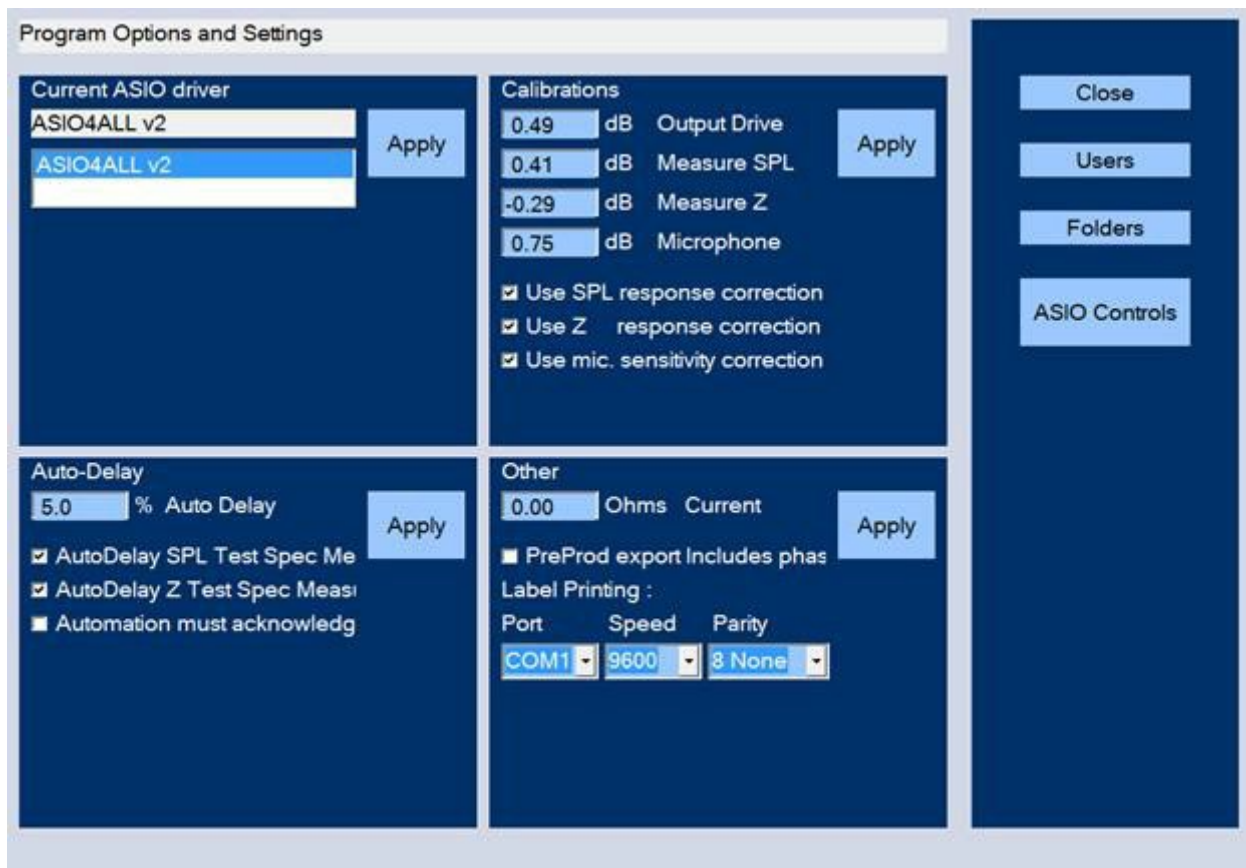 Program Options and Settings
Current ASIO driver
ASIO4ALL v2
ASIO4ALL v2
Apply
Calibrations
0.49 dB Output Drive
0.41 dB Measure SPL
-0.29 dB Measure Z
0.75 dB Microphone
Apply
Use SPL response correction
Use Z response correction
Use mic. sensitivity correction
Auto-Delay
5.0 % Auto Delay
Apply
AutoDelay SPL Test Spec Me
AutoDelay Z Test Spec Measu
Automation must acknowledg
Other
0.00 Ohms Current
Apply
PreProd export Includes phas
Label Printing :
Port Speed Parity
COM1 9600 8 None
Close
Users
Folders
ASIO Controls